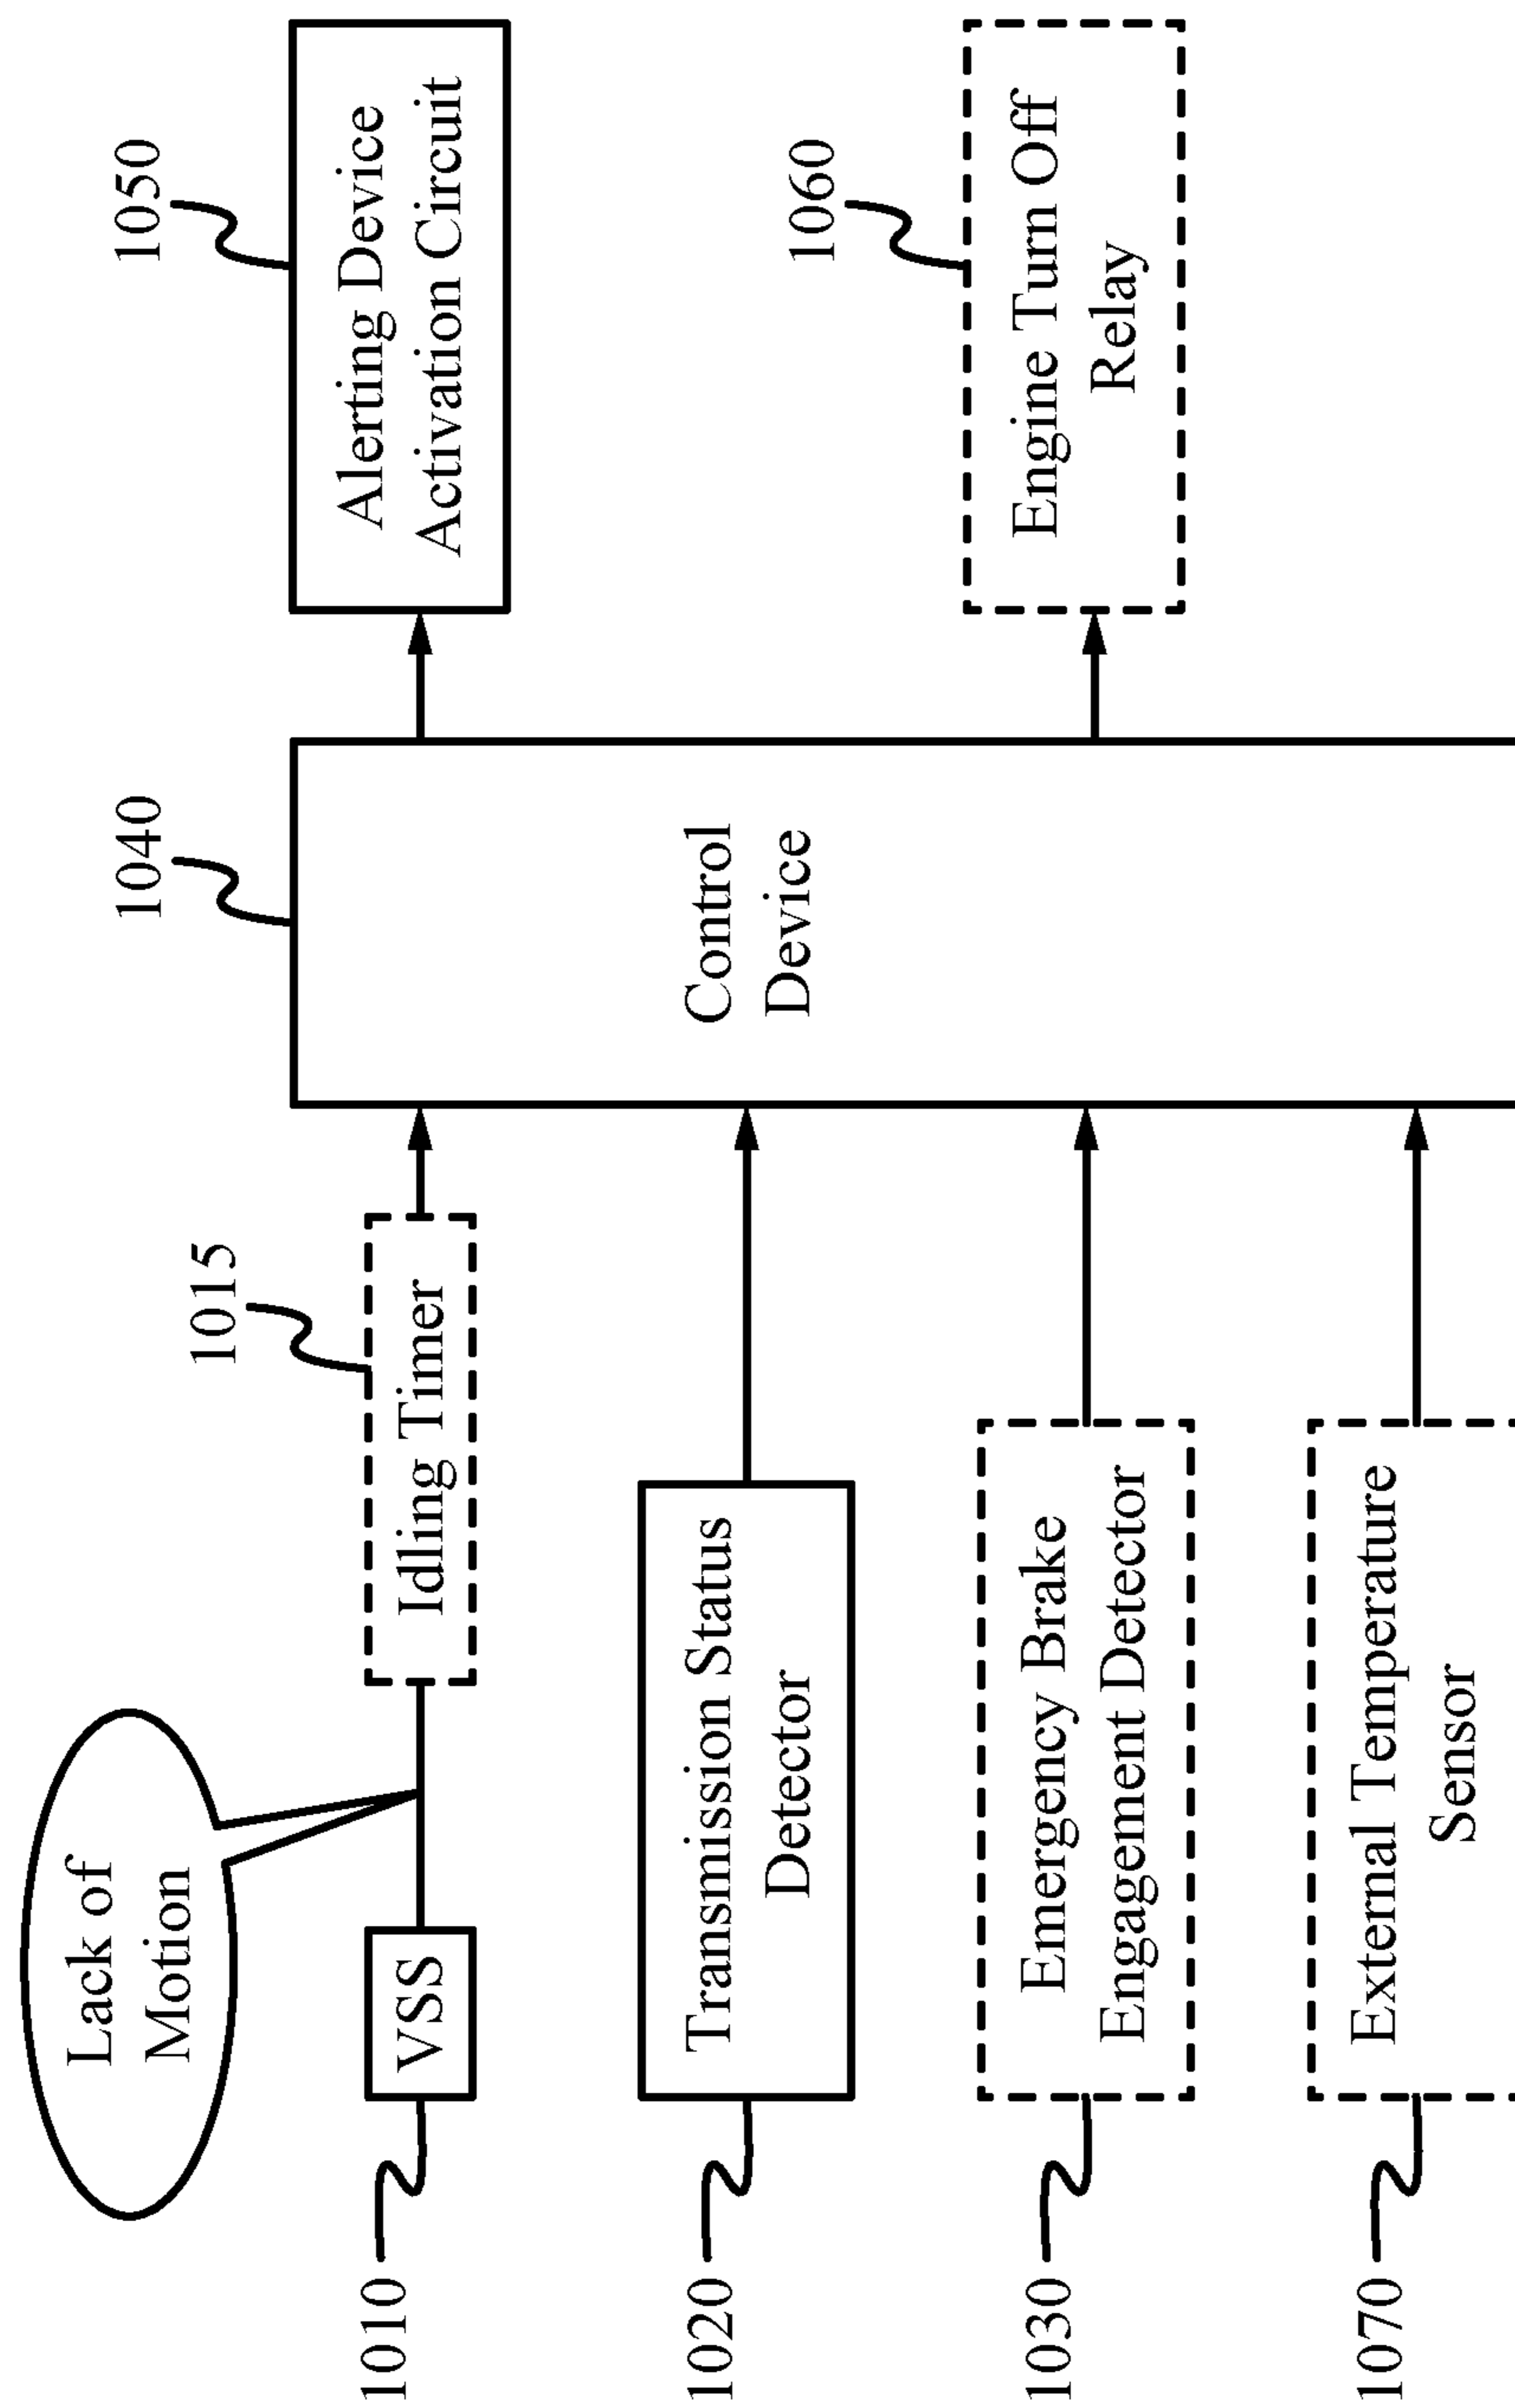 Lack of
Motion
1010
VSS
1015
Idling Timer
1040
Control
Device
1050
Alerting Device
Activation Circuit
1020
Transmission Status
Detector
1030
Emergency Brake
Engagement Detector
1060
Engine Turn Off
Relay
1070
External Temperature
Sensor